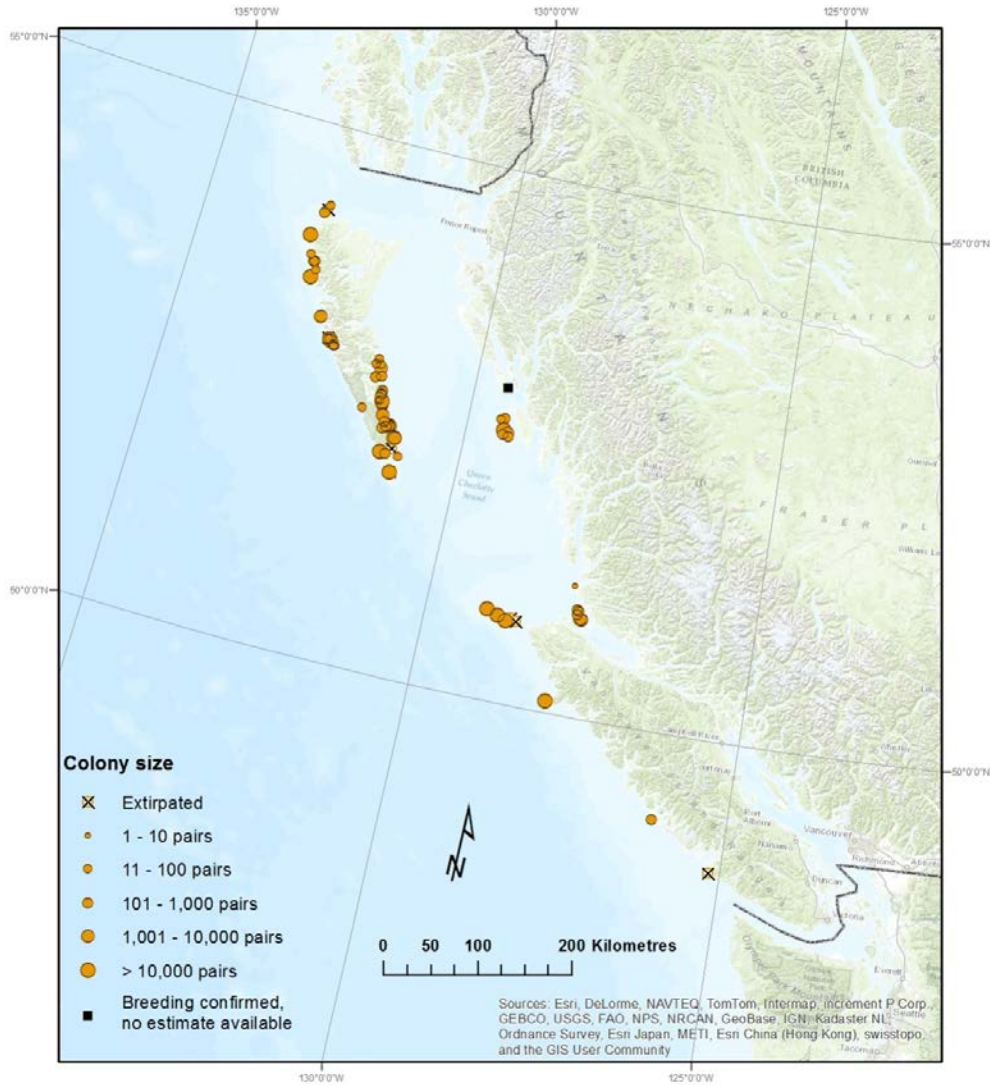 135°0'0"W
130°0'0"W
125°0'0"W
55°0'0"N
MOUNTAINS
BRITISH
COLUMBIA
Prince Rupert
55°0'0"N
NECHAKO PLATEAU
Queen
Charlotte
Sound
FRASER PL
Williams La
50°0'0"N
Campbell River
50°0'0"N
Port
Alberni
Vancouver
Nanaimo
Richmond
Duncan
Victoria
Everett
Seattle
Tacoma
Colony size
Extirpated
1 - 10 pairs
11 - 100 pairs
101 - 1,000 pairs
1,001 - 10,000 pairs
> 10,000 pairs
Breeding confirmed,
no estimate available
N
0 50 100 200 Kilometres
Sources: Esri, DeLorme, NAVTEQ, TomTom, Intermap, increment P Corp.,
GEBCO, USGS, FAO, NPS, NRCAN, GeoBase, IGN, Kadaster NL,
Ordnance Survey, Esri Japan, METI, Esri China (Hong Kong), swisstopo,
and the GIS User Community
130°0'0"W
125°0'0"W